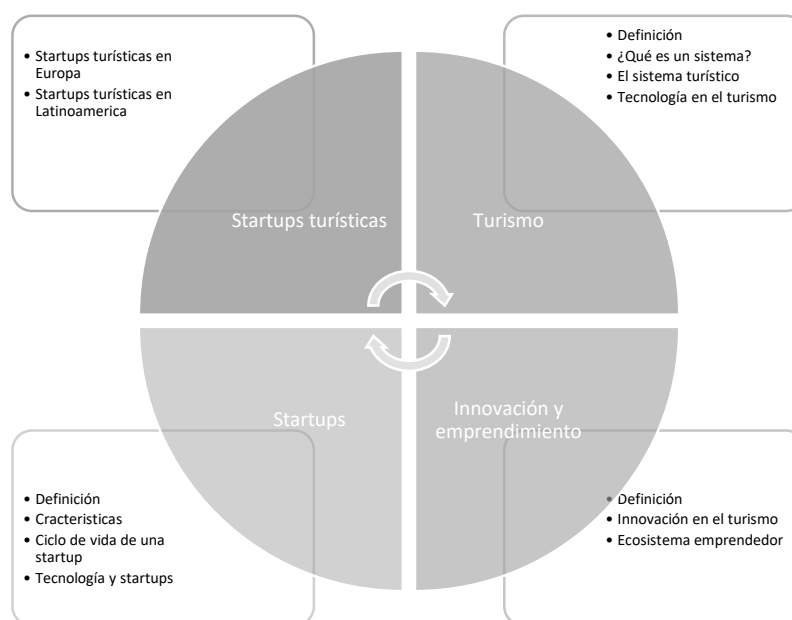 • Startups turísticas en
Europa
• Startups turísticas en
Latinoamerica
• Definición
• ¿Qué es un sistema?
• El sistema turístico
• Tecnología en el turismo
Startups turísticas
Turismo
Startups
Innovación y
emprendimiento
• Definición
• Cracteristicas
• Ciclo de vida de una
startup
• Tecnología y startups
• Definición
• Innovación en el turismo
• Ecosistema emprendedor